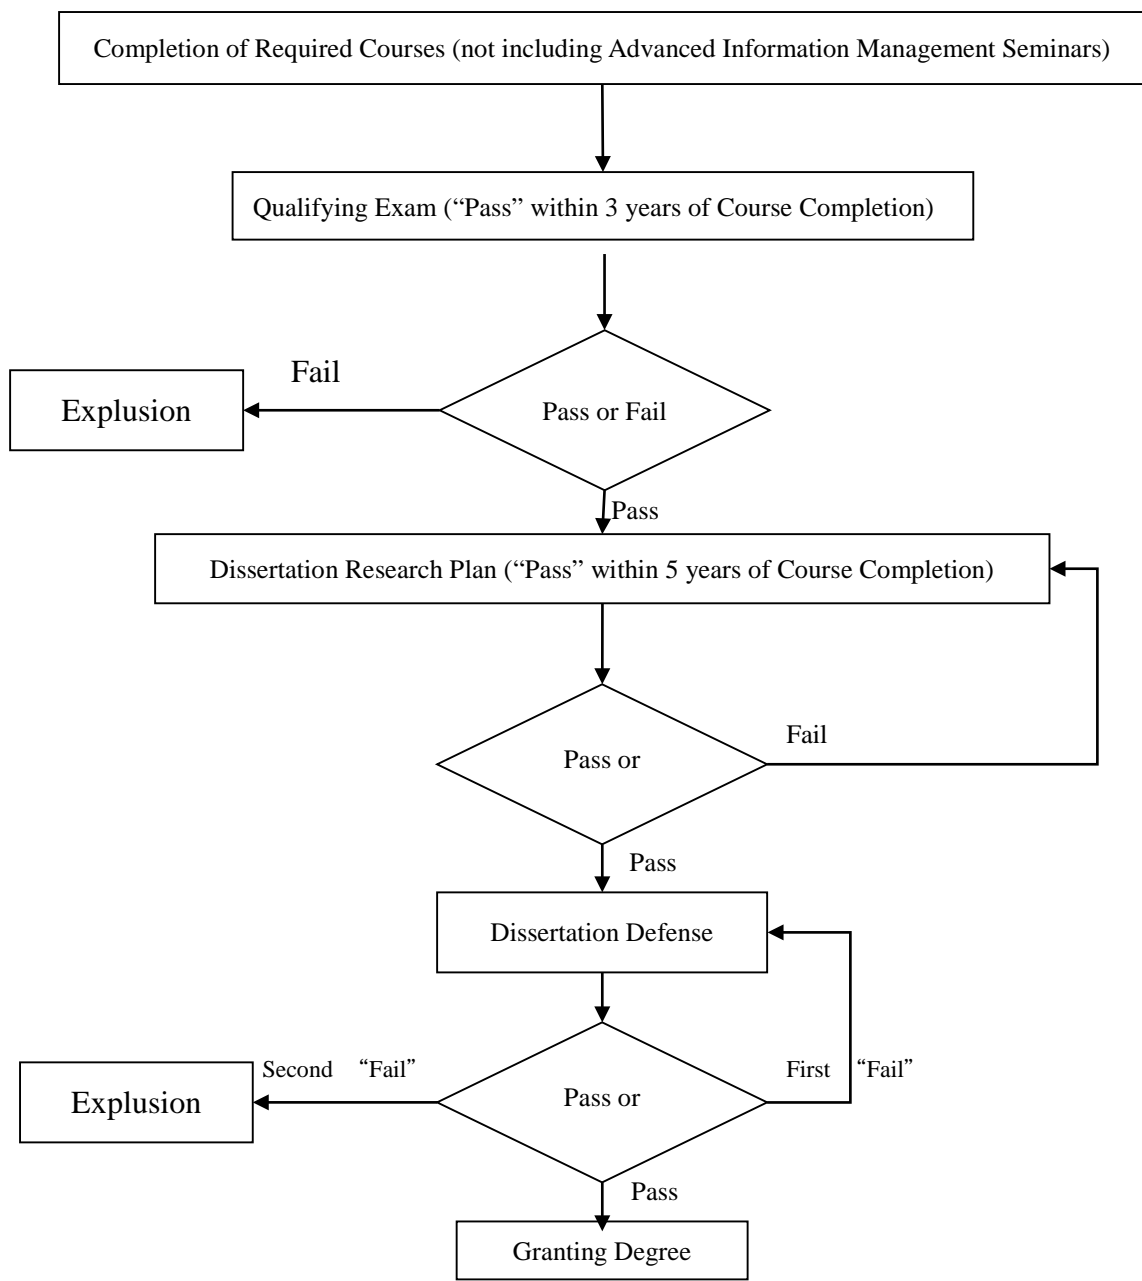 Completion of Required Courses (not including Advanced Information Management Seminars)
Qualifying Exam (“Pass” within 3 years of Course Completion)
Fail
Explusion
Pass or Fail
Pass
Dissertation Research Plan (“Pass” within 5 years of Course Completion)
Fail
Pass or
Pass
Dissertation Defense
Second “Fail”
First “Fail”
Explusion
Pass or
Pass
Granting Degree